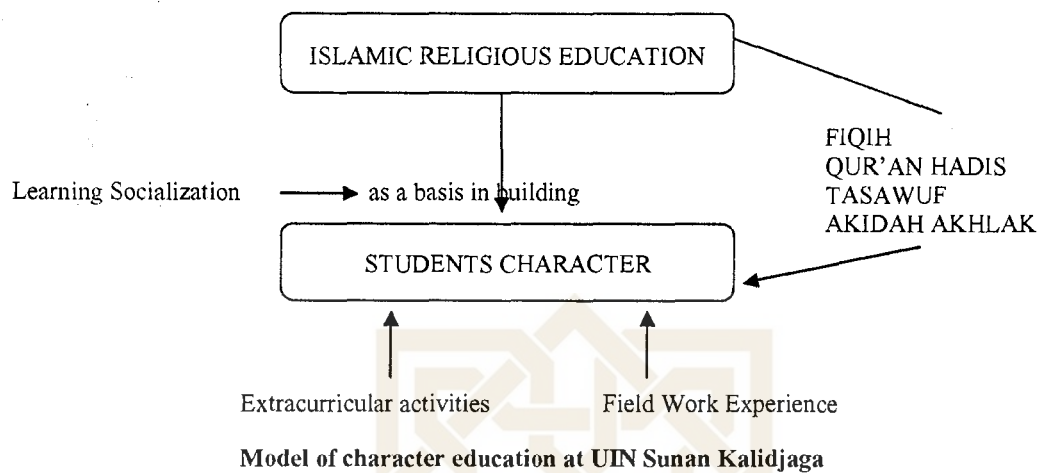 ISLAMIC RELIGIOUS EDUCATION
FIQIH
QUR'AN HADIS
TASAWUF
AKIDAH AKHLAK
Learning Socialization
as a basis in building
STUDENTS CHARACTER
Extracurricular activities
Field Work Experience
Model of character education at UIN Sunan Kalidjaga